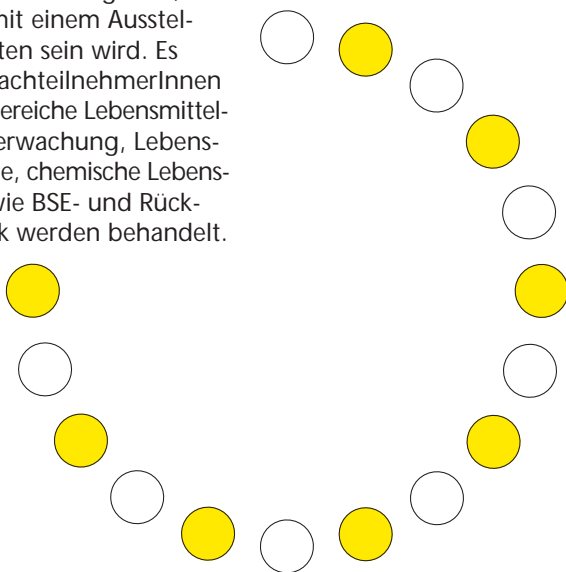 mit einem Ausstel-
ten sein wird. Es
achteilnehmerInnen
ereiche Lebensmittel-
erwachung, Lebens-
e, chemische Lebens-
wie BSE- und Rück-
k werden behandelt.